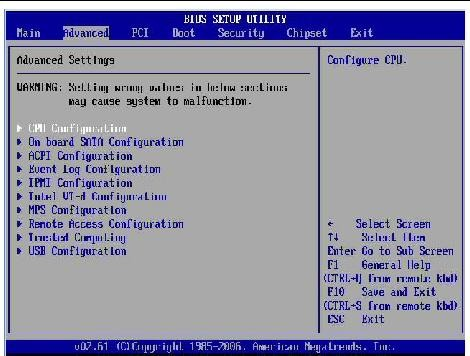 BIOS SETUP UTILITY
Main Advanced PCI Boot Security Chipset Exit
Advanced Settings
WARNING: Setting wrong values in below sections
may cause system to malfunction.
CPU Configuration
On board SATA Configuration
ACPI Configuration
Event Log Configuration
IPMI Configuration
Intel VT-d Configuration
MPS Configuration
Remote Access Configuration
Trusted Computing
USB Configuration
Configure CPU.
← Select Screen
↑↓ Select Item
Enter Go to Sub Screen
F1 General Help
(CTRL+Q from remote kbd)
F10 Save and Exit
(CTRL+S from remote kbd)
ESC Exit
v02.61 (C)Copyright 1985-2006, American Megatrends, Inc.